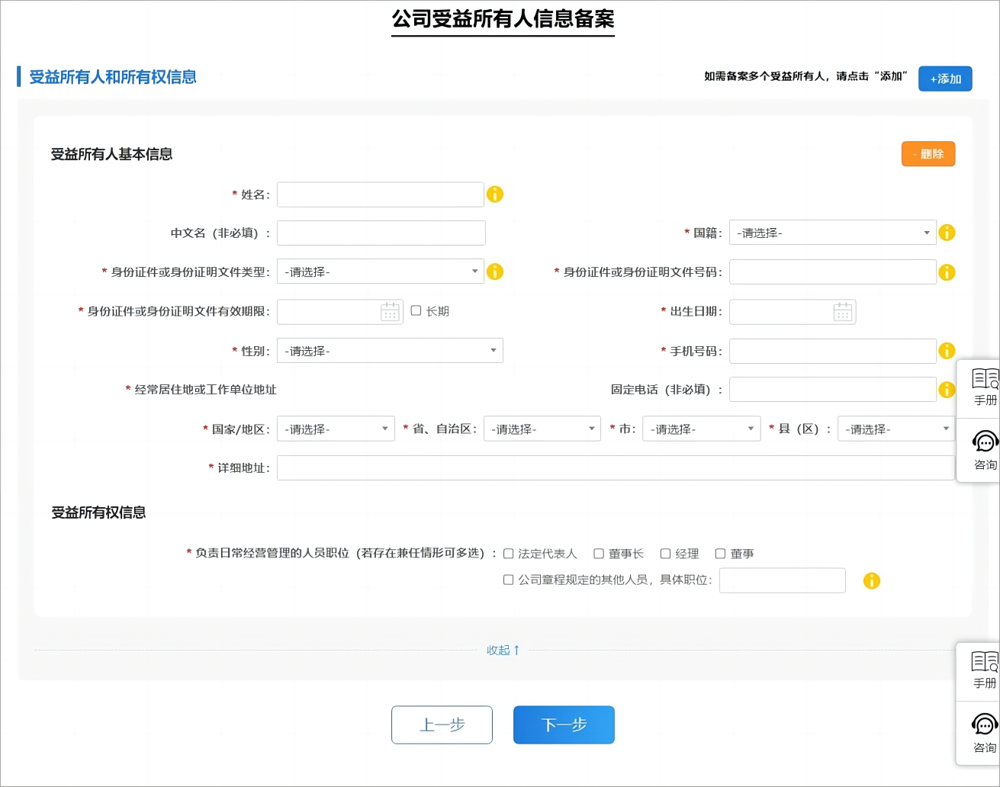 公司受益所有人信息备案
受益所有人和所有权信息 如需备案多个受益所有人，请点击“添加” +添加
受益所有人基本信息 - 删除
* 姓名：
中文名（非必填）： * 国籍： -请选择-
* 身份证件或身份证明文件类型： -请选择- * 身份证件或身份证明文件号码：
* 身份证件或身份证明文件有效期限： 长期 * 出生日期：
* 性别： -请选择- * 手机号码：
* 经常居住地或工作单位地址 固定电话（非必填）：
* 国家/地区： -请选择- * 省、自治区： -请选择- * 市： -请选择- * 县（区）： -请选择-
* 详细地址：
手册
咨询
受益所有权信息
* 负责日常经营管理的人员职位（若存在兼任情形可多选）： 法定代表人 董事长 经理 董事
公司章程规定的其他人员，具体职位：
收起↑
手册
咨询
上一步 下一步